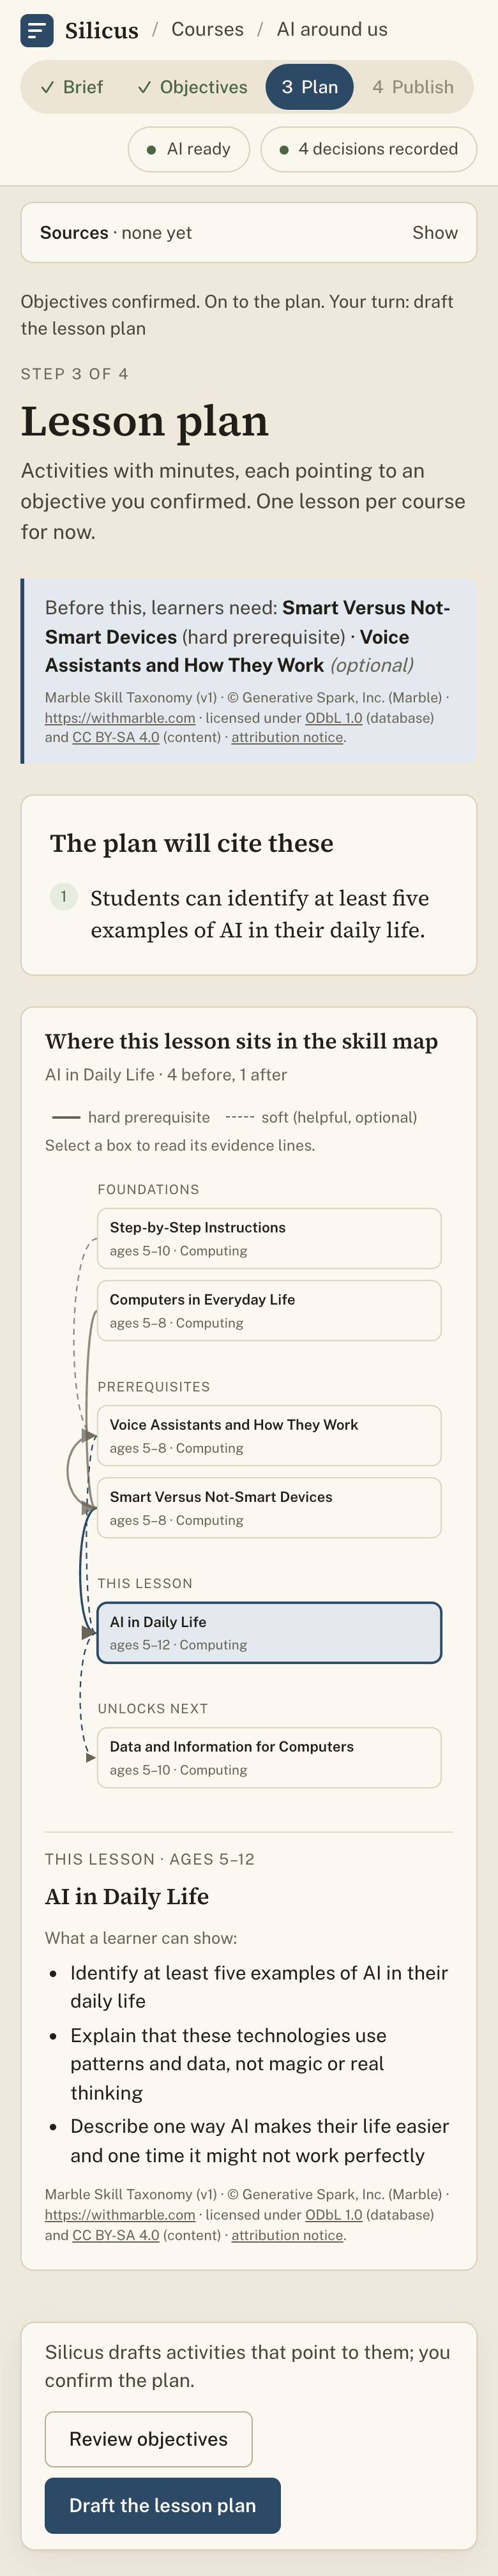 Silicus / Courses / AI around us
✓ Brief ✓ Objectives 3 Plan 4 Publish
AI ready 4 decisions recorded
Sources · none yet Show
Objectives confirmed. On to the plan. Your turn: draft
the lesson plan
STEP 3 OF 4
Lesson plan
Activities with minutes, each pointing to an
objective you confirmed. One lesson per course
for now.
Before this, learners need: Smart Versus Not-
Smart Devices (hard prerequisite) · Voice
Assistants and How They Work (optional)
Marble Skill Taxonomy (v1) · © Generative Spark, Inc. (Marble) ·
https://withmarble.com · licensed under ODbL 1.0 (database)
and CC BY-SA 4.0 (content) · attribution notice.
The plan will cite these
1 Students can identify at least five
examples of AI in their daily life.
Where this lesson sits in the skill map
AI in Daily Life · 4 before, 1 after
hard prerequisite soft (helpful, optional)
Select a box to read its evidence lines.
FOUNDATIONS
Step-by-Step Instructions
ages 5–10 · Computing
Computers in Everyday Life
ages 5–8 · Computing
PREREQUISITES
Voice Assistants and How They Work
ages 5–8 · Computing
Smart Versus Not-Smart Devices
ages 5–8 · Computing
THIS LESSON
AI in Daily Life
ages 5–12 · Computing
UNLOCKS NEXT
Data and Information for Computers
ages 5–10 · Computing
THIS LESSON · AGES 5–12
AI in Daily Life
What a learner can show:
• Identify at least five examples of AI in their
daily life
• Explain that these technologies use
patterns and data, not magic or real
thinking
• Describe one way AI makes their life easier
and one time it might not work perfectly
Marble Skill Taxonomy (v1) · © Generative Spark, Inc. (Marble) ·
https://withmarble.com · licensed under ODbL 1.0 (database)
and CC BY-SA 4.0 (content) · attribution notice.
Silicus drafts activities that point to them; you
confirm the plan.
Review objectives
Draft the lesson plan